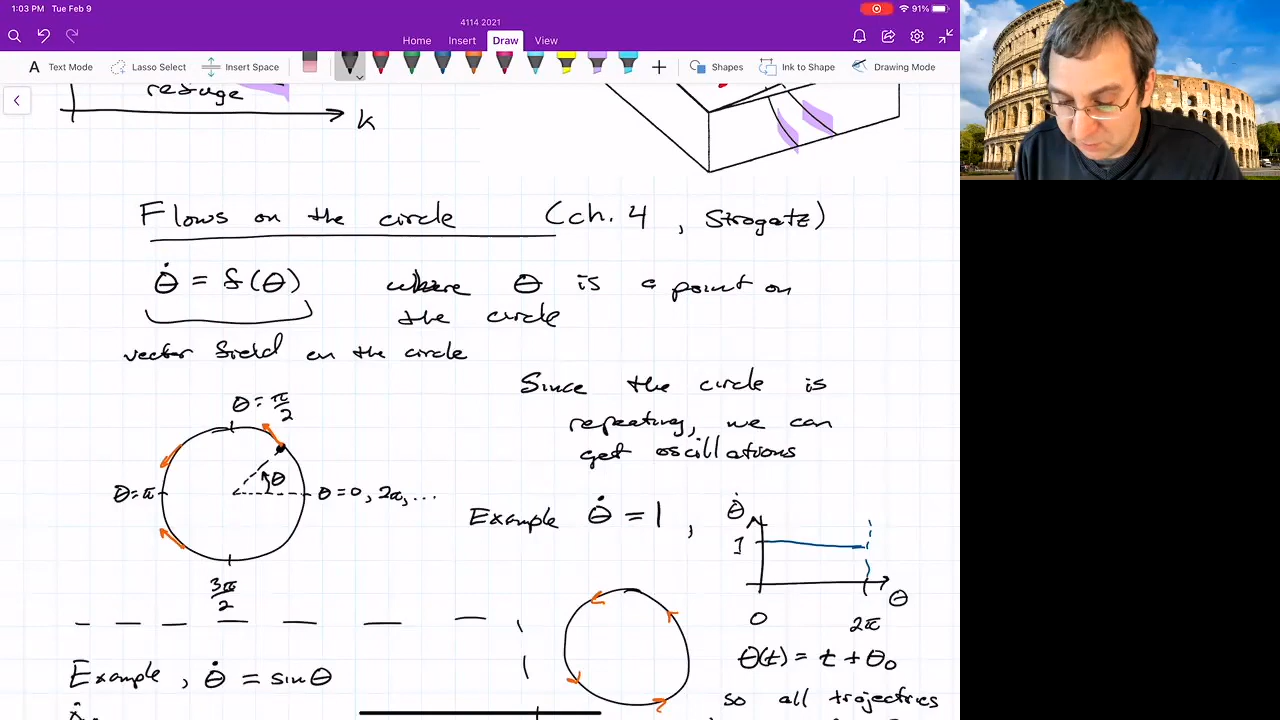 1:03 PM Tue Feb 9
91%
4114 2021
Home Insert Draw View
Text Mode Lasso Select Insert Space Shapes Ink to Shape Drawing Mode
refuge
k
Flows on the circle (ch. 4, Strogatz)
θ̇ = f(θ) where θ is a point on
the circle
vector field on the circle
Since the circle is
repeating, we can
get oscillations
θ = π/2
θ
θ = π
θ = 0, 2π, ...
3π/2
Example θ̇ = 1,
θ̇
1
θ
0 2π
θ(t) = t + θ₀
so all trajectries
Example, θ̇ = sin θ